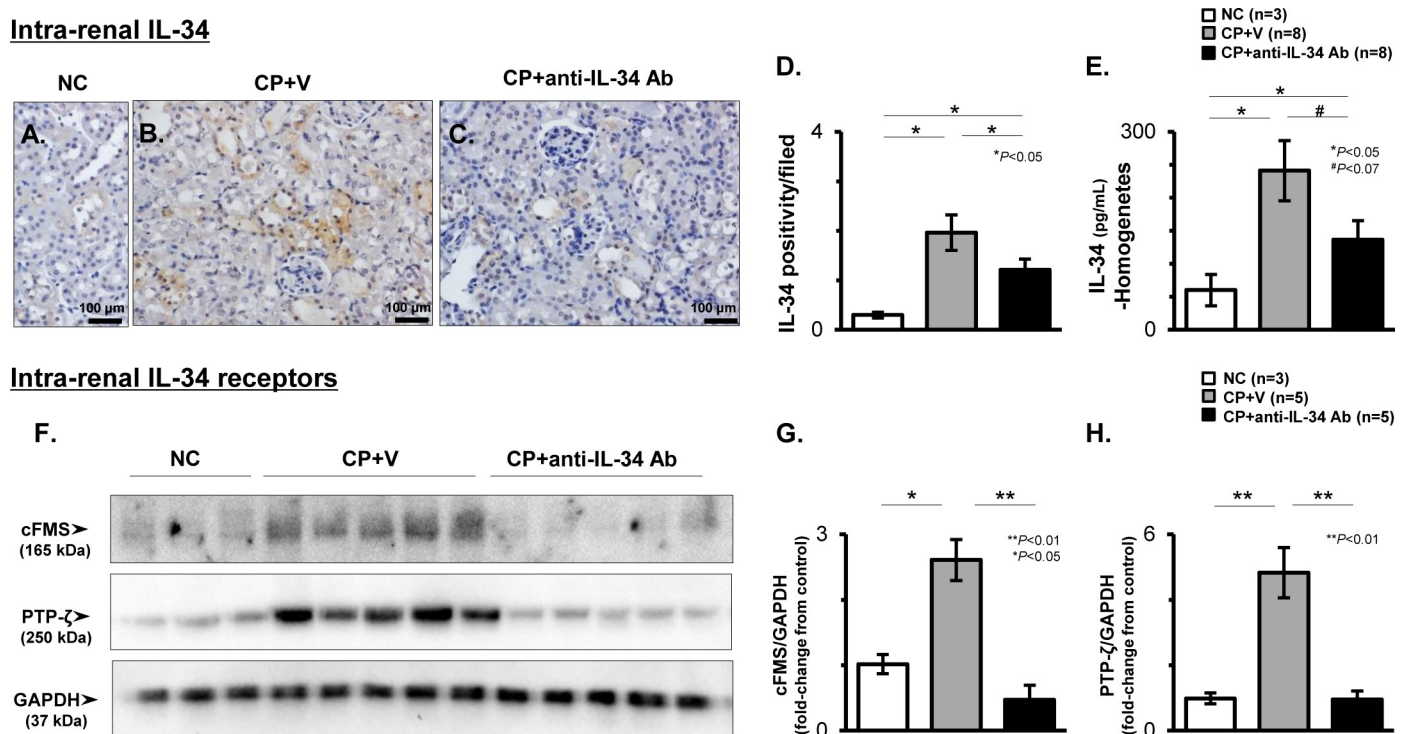 Intra-renal IL-34
NC
CP+V
CP+anti-IL-34 Ab
A.
B.
C.
100 µm
100 µm
100 µm
D.
IL-34 positivity/filed
4
0
*
*
*
*P<0.05
E.
NC (n=3)
CP+V (n=8)
CP+anti-IL-34 Ab (n=8)
IL-34 (pg/mL)
-Homogenetes
300
0
*
*
#
*P<0.05
#P<0.07
Intra-renal IL-34 receptors
F.
NC
CP+V
CP+anti-IL-34 Ab
cFMS➤
(165 kDa)
PTP-ζ➤
(250 kDa)
GAPDH➤
(37 kDa)
G.
cFMS/GAPDH
(fold-change from control)
3
0
*
**
**P<0.01
*P<0.05
NC (n=3)
CP+V (n=5)
CP+anti-IL-34 Ab (n=5)
H.
PTP-ζ/GAPDH
(fold-change from control)
6
0
**
**
**P<0.01